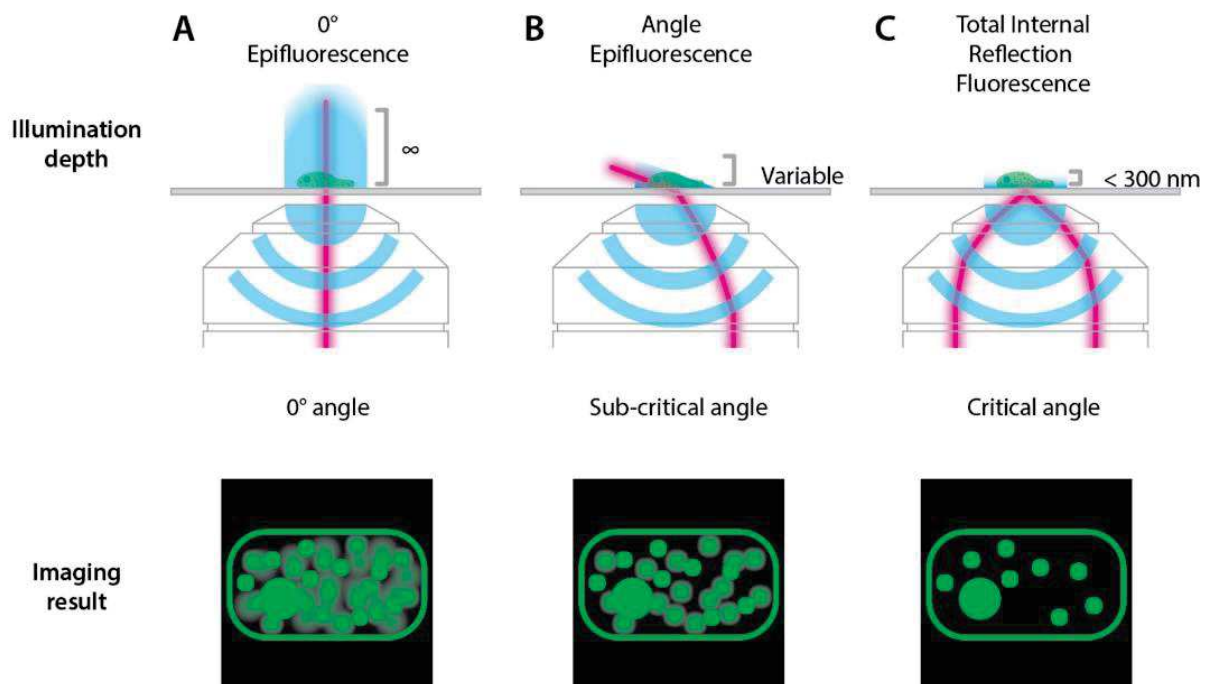 A
0°
Epifluorescence
B
Angle
Epifluorescence
C
Total Internal
Reflection
Fluorescence
Illumination
depth
∞
Variable
< 300 nm
0° angle
Sub-critical angle
Critical angle
Imaging
result